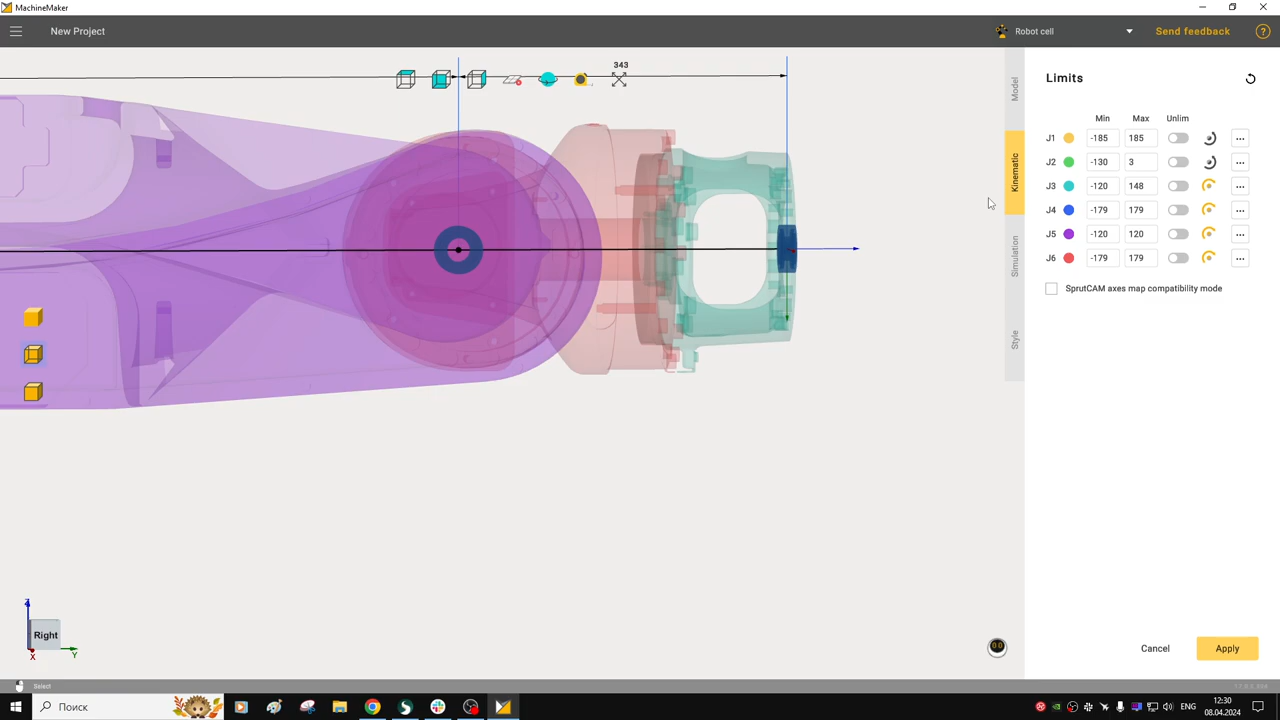 MachineMaker
New Project
Robot cell
Send feedback
343
Model
Kinematic
Simulation
Style
Limits
Min Max Unlim
J1 -185 185
J2 -130 3
J3 -120 148
J4 -179 179
J5 -120 120
J6 -179 179
SprutCAM axes map compatibility mode
Z
Right
X
Y
Cancel
Apply
Select
Поиск
ENG
12:30
08.04.2024